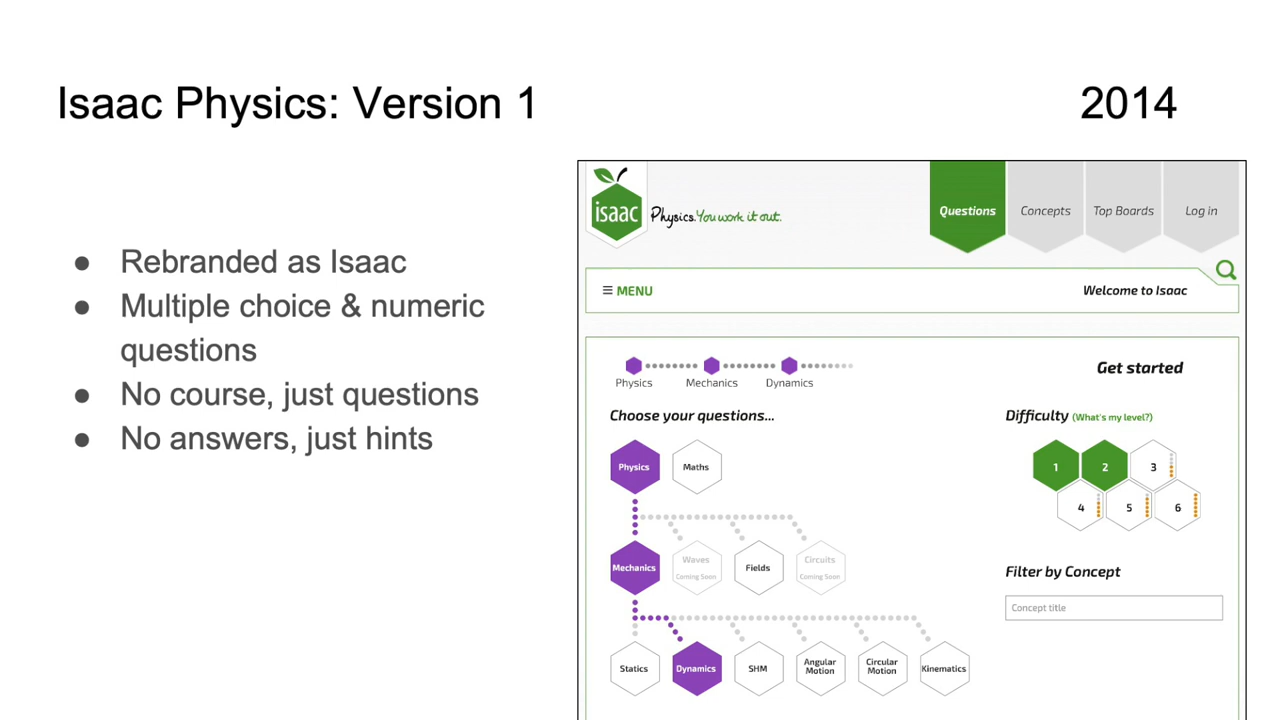 Isaac Physics: Version 1
2014
● Rebranded as Isaac
● Multiple choice & numeric
questions
● No course, just questions
● No answers, just hints
isaac
Physics. You work it out.
Questions
Concepts
Top Boards
Log in
≡ MENU
Welcome to Isaac
Physics
Mechanics
Dynamics
Get started
Choose your questions...
Difficulty (What's my level?)
Physics
Maths
1
2
3
4
5
6
Mechanics
Waves
Coming Soon
Fields
Circuits
Coming Soon
Filter by Concept
Concept title
Statics
Dynamics
SHM
Angular
Motion
Circular
Motion
Kinematics